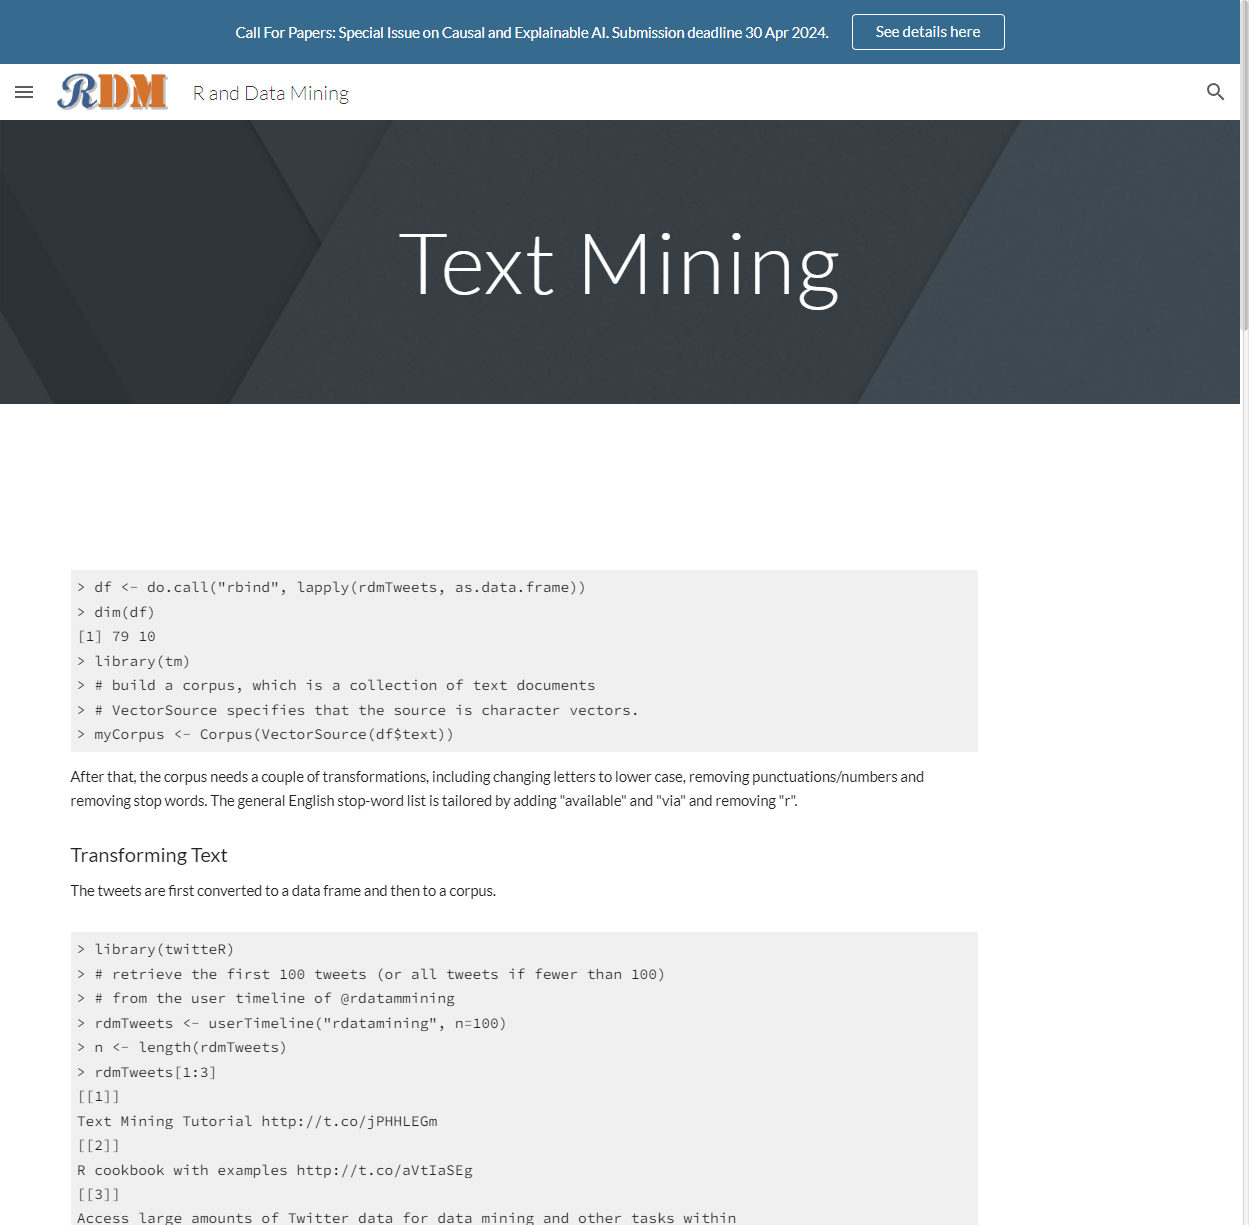 Call For Papers: Special Issue on Causal and Explainable AI. Submission deadline 30 Apr 2024.
See details here
RDM
R and Data Mining
Text Mining
> df <- do.call("rbind", lapply(rdmTweets, as.data.frame))
> dim(df)
[1] 79 10
> library(tm)
> # build a corpus, which is a collection of text documents
> # VectorSource specifies that the source is character vectors.
> myCorpus <- Corpus(VectorSource(df$text))
After that, the corpus needs a couple of transformations, including changing letters to lower case, removing punctuations/numbers and
removing stop words. The general English stop-word list is tailored by adding "available" and "via" and removing "r".
Transforming Text
The tweets are first converted to a data frame and then to a corpus.
> library(twitteR)
> # retrieve the first 100 tweets (or all tweets if fewer than 100)
> # from the user timeline of @rdatammining
> rdmTweets <- userTimeline("rdatamining", n=100)
> n <- length(rdmTweets)
> rdmTweets[1:3]
[[1]]
Text Mining Tutorial http://t.co/jPHHLEGm
[[2]]
R cookbook with examples http://t.co/aVtIaSEg
[[3]]
Access large amounts of Twitter data for data mining and other tasks within